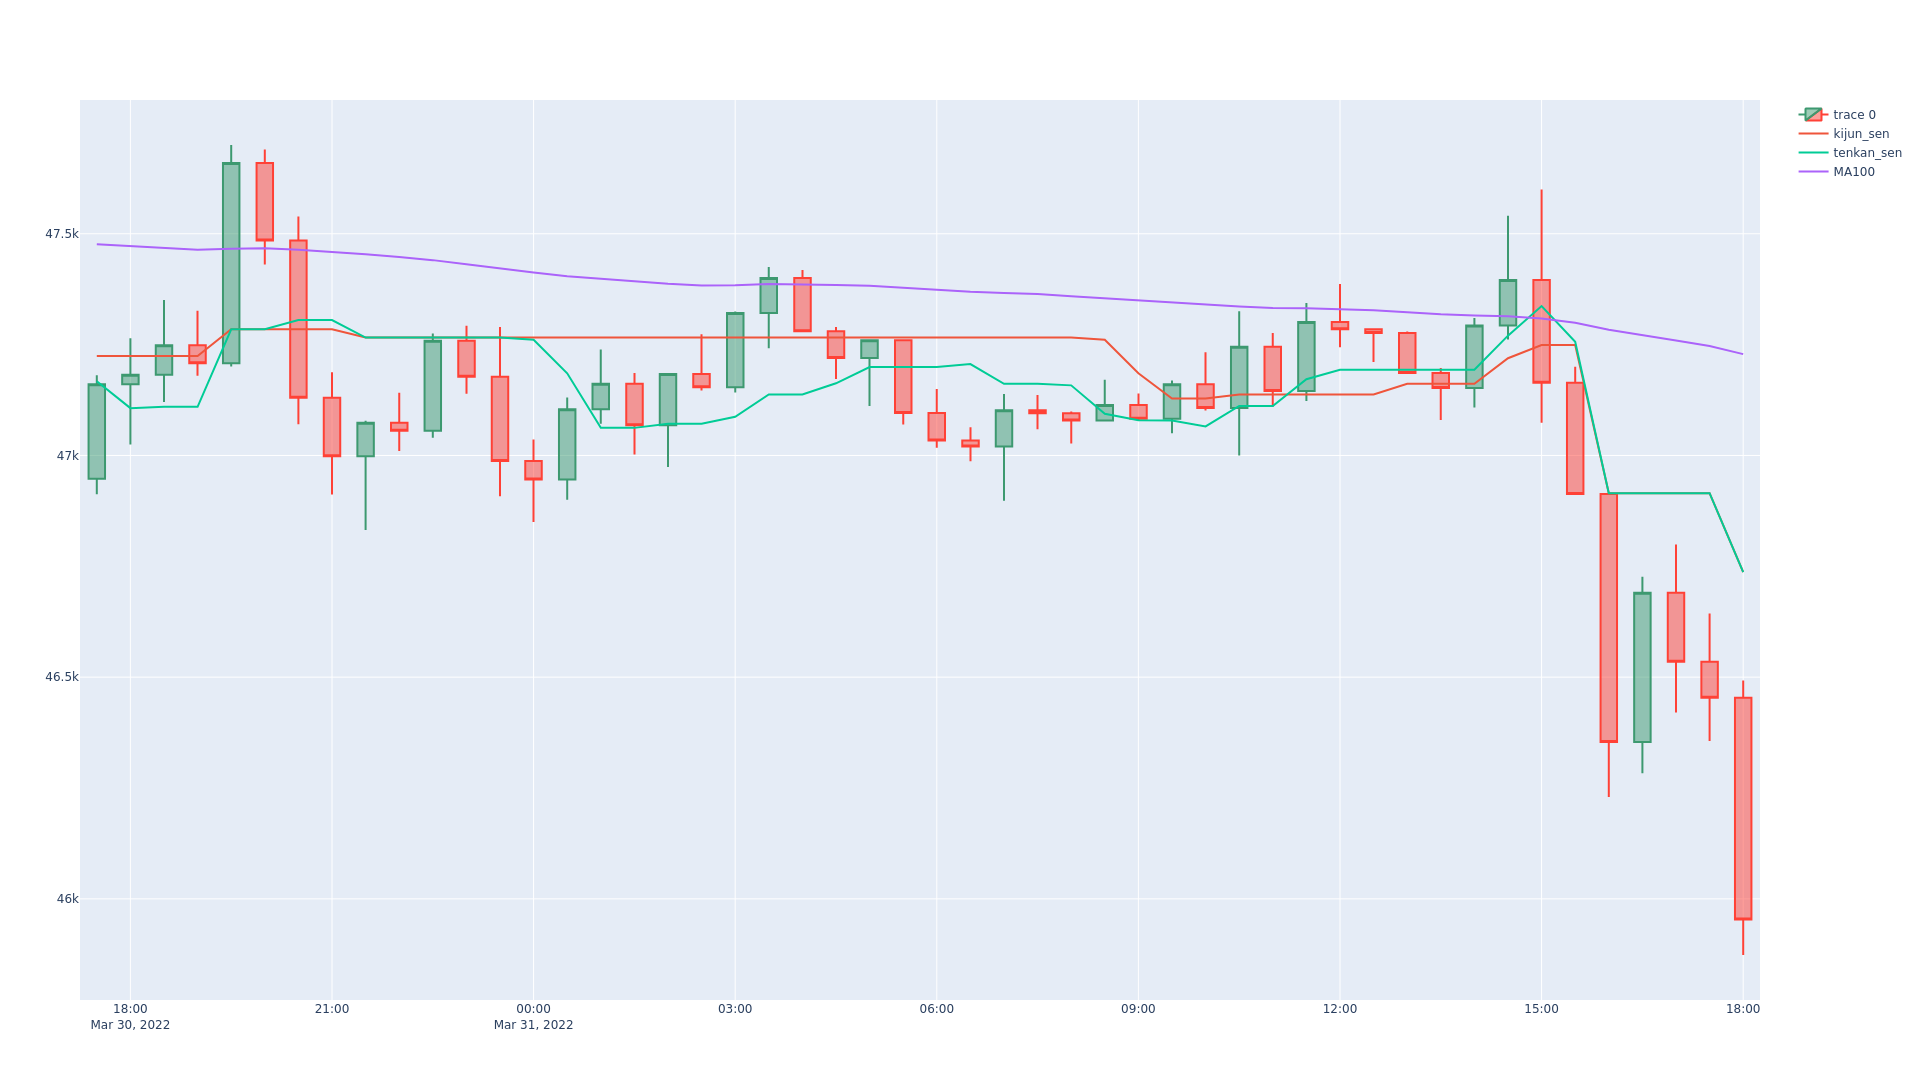 trace 0
kijun_sen
tenkan_sen
MA100
47.5k
47k
46.5k
46k
18:00 21:00 00:00 03:00 06:00 09:00 12:00 15:00 18:00
Mar 30, 2022 Mar 31, 2022